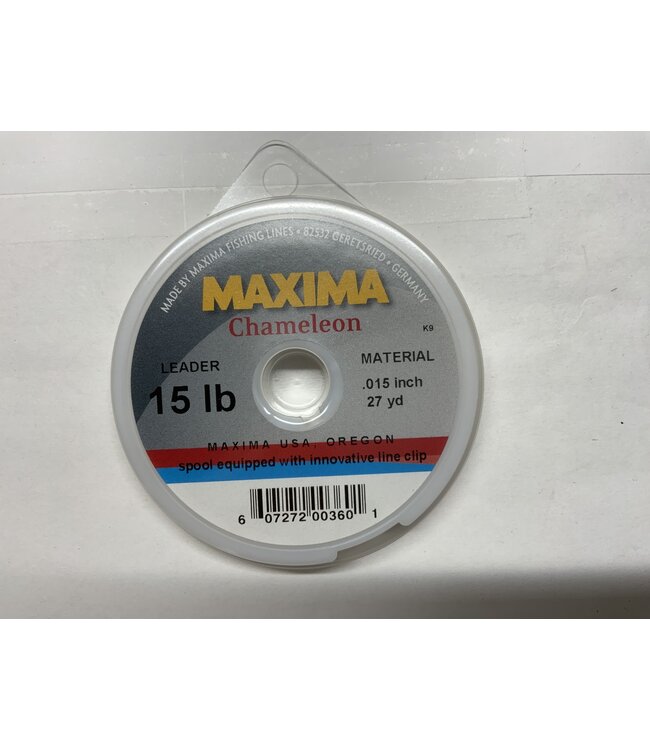 MADE BY MAXIMA FISHING LINES • 82532 GERETSRIED • GERMANY
MAXIMA
Chameleon
K9
LEADER
MATERIAL
15 lb
.015 inch
27 yd
MAXIMA USA, OREGON
spool equipped with innovative line clip
6 07272 00360 1